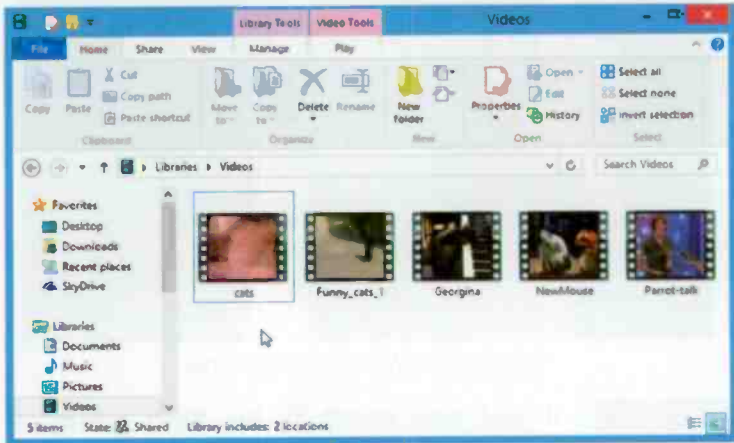 Library Tools Video Tools Videos
File Home Share View Manage Play
Copy
Paste
Cut
Copy path
Paste shortcut
Clipboard
Move to
Copy to
Delete
Rename
Organize
New folder
New
Properties
Open
Edit
History
Open
Select all
Select none
Invert selection
Select
Libraries Videos
Search Videos
Favorites
Desktop
Downloads
Recent places
SkyDrive
Libraries
Documents
Music
Pictures
Videos
cats
Funny_cats_1
Georgina
NewMouse
Parrot-talk
5 items State: Shared Library includes: 2 locations